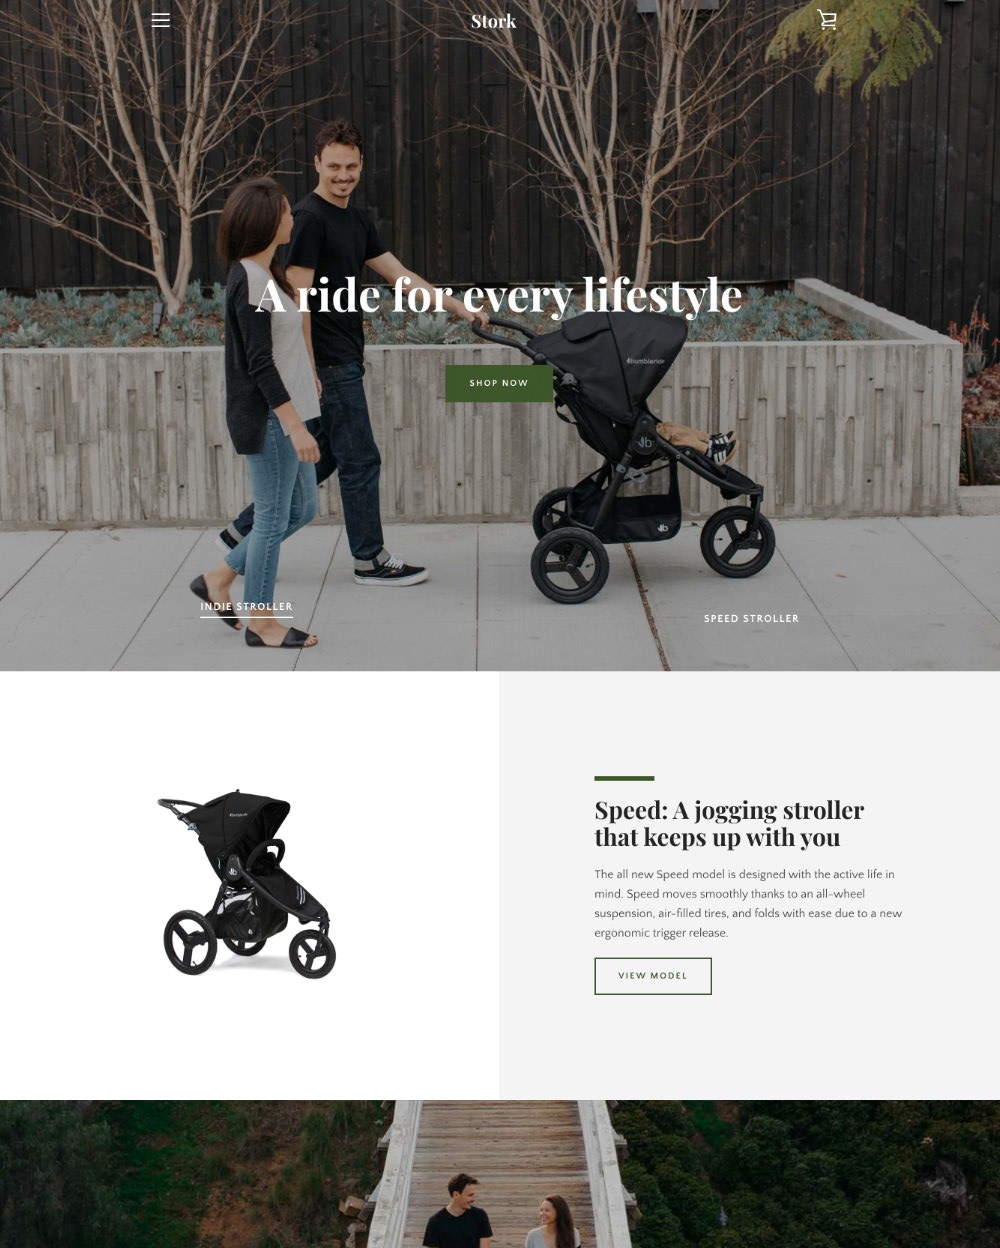 Stork
A ride for every lifestyle
bumbleride
SHOP NOW
b
b
INDIE STROLLER
SPEED STROLLER
Speed: A jogging stroller
that keeps up with you
The all new Speed model is designed with the active life in
mind. Speed moves smoothly thanks to an all-wheel
suspension, air-filled tires, and folds with ease due to a new
ergonomic trigger release.
VIEW MODEL